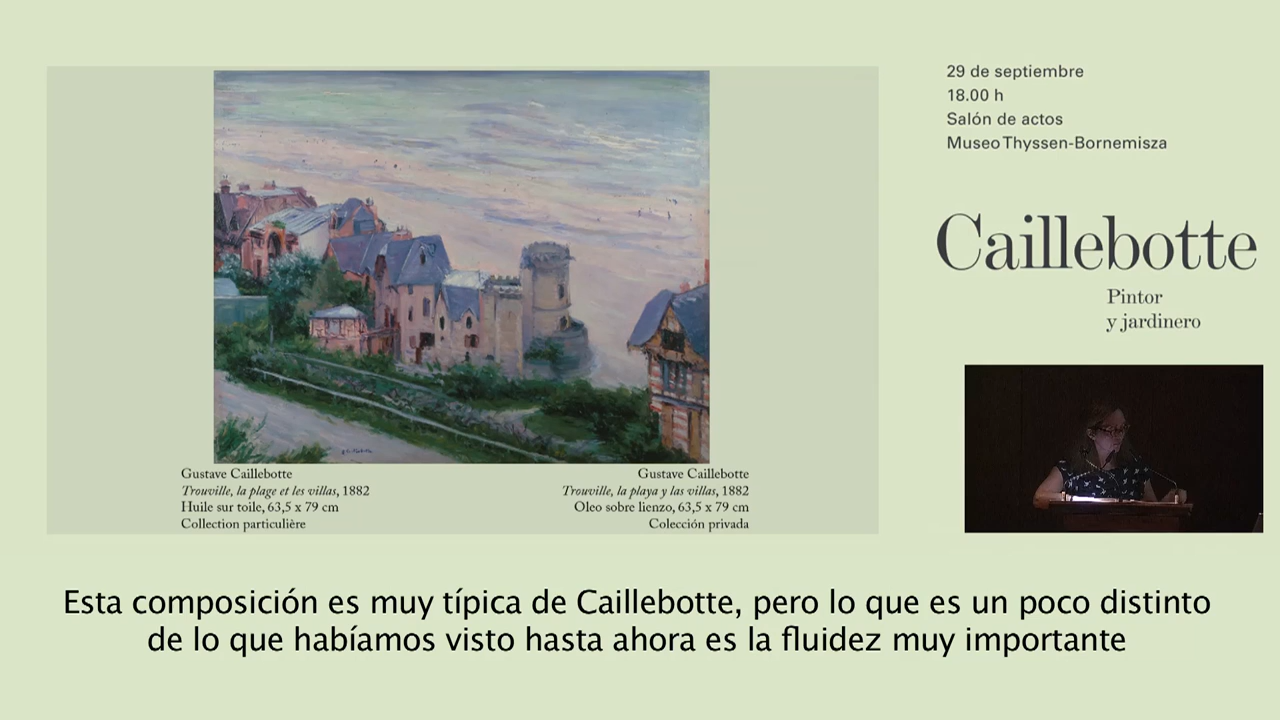 29 de septiembre
18.00 h
Salón de actos
Museo Thyssen-Bornemisza
Caillebotte
Pintor
y jardinero
Gustave Caillebotte
Trouville, la plage et les villas, 1882
Huile sur toile, 63,5 x 79 cm
Collection particulière
Gustave Caillebotte
Trouville, la playa y las villas, 1882
Oleo sobre lienzo, 63,5 x 79 cm
Colección privada
Esta composición es muy típica de Caillebotte, pero lo que es un poco distinto
de lo que habíamos visto hasta ahora es la fluidez muy importante